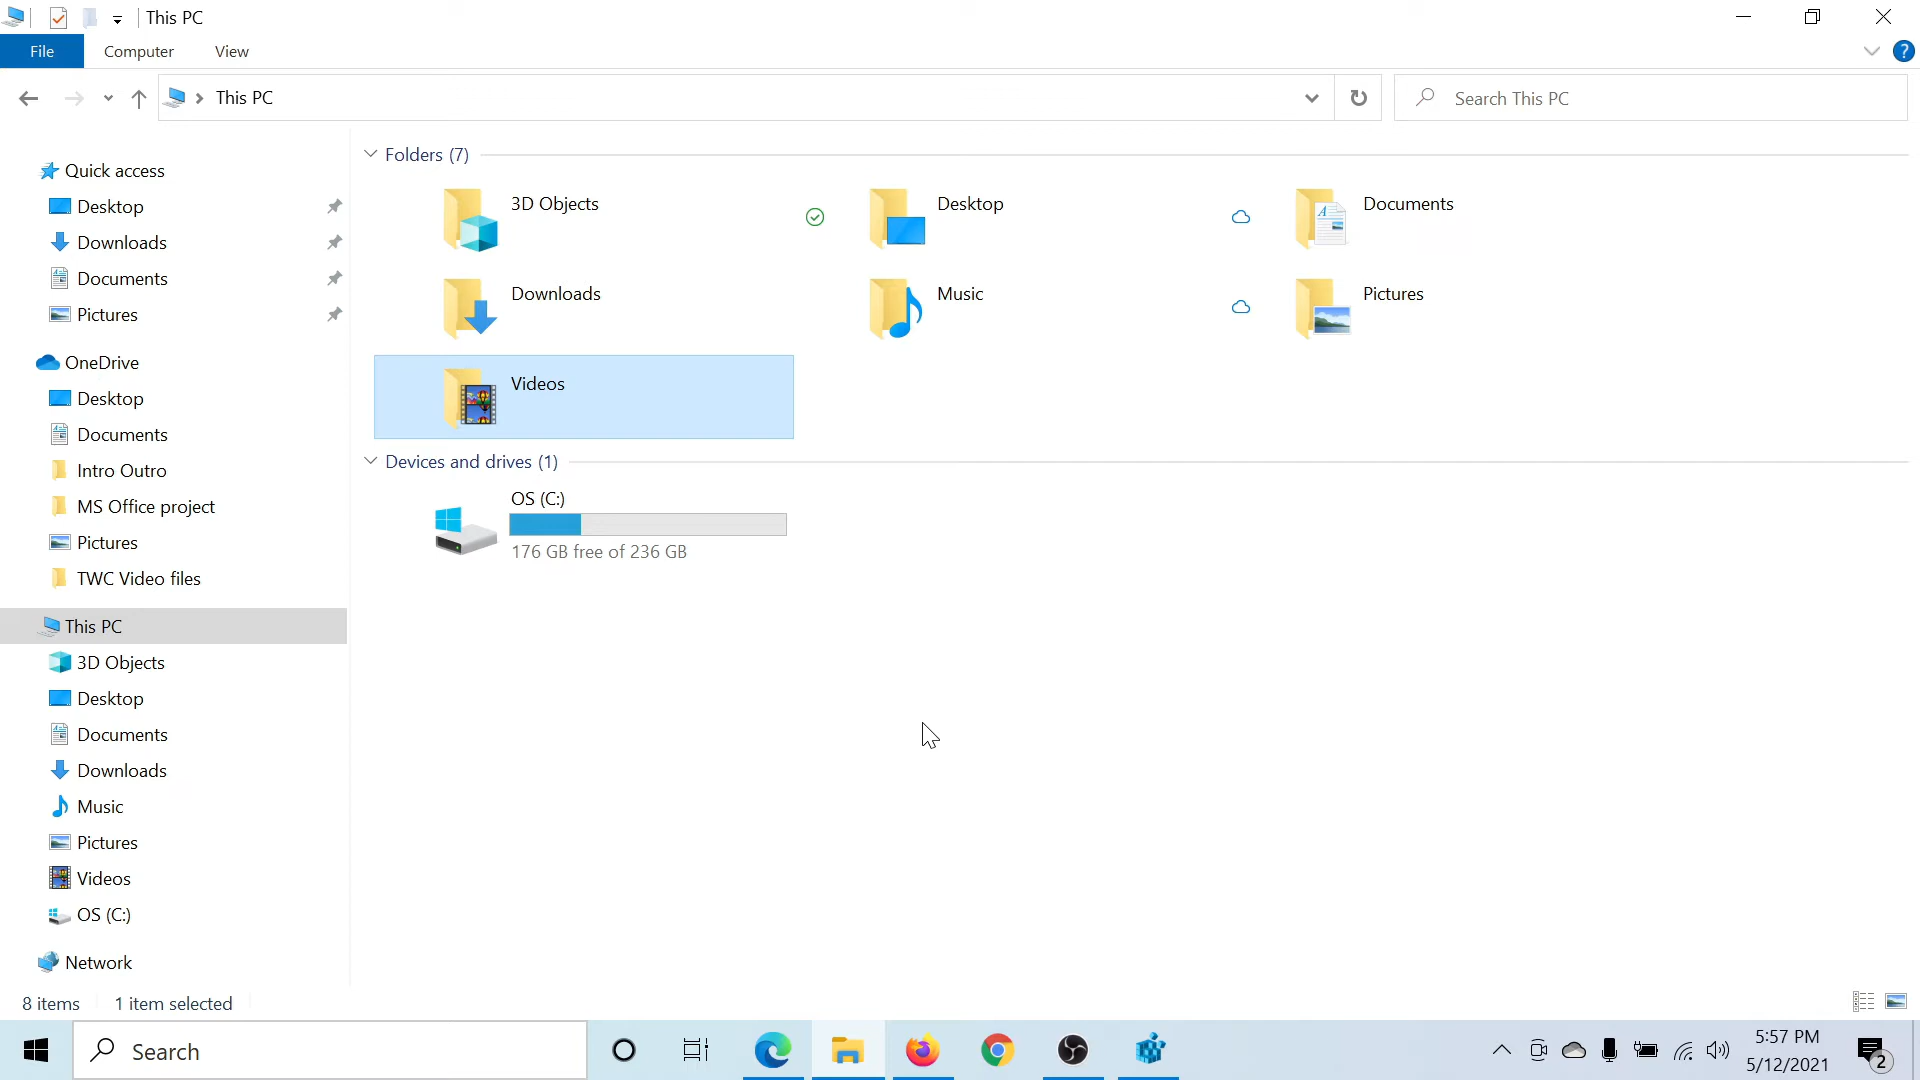 This PC
File
Computer
View
This PC
Search This PC
Quick access
Desktop
Downloads
Documents
Pictures
OneDrive
Desktop
Documents
Intro Outro
MS Office project
Pictures
TWC Video files
This PC
3D Objects
Desktop
Documents
Downloads
Music
Pictures
Videos
OS (C:)
Network
Folders (7)
3D Objects
Desktop
Documents
Downloads
Music
Pictures
Videos
Devices and drives (1)
OS (C:)
176 GB free of 236 GB
8 items
1 item selected
Search
5:57 PM
5/12/2021
2